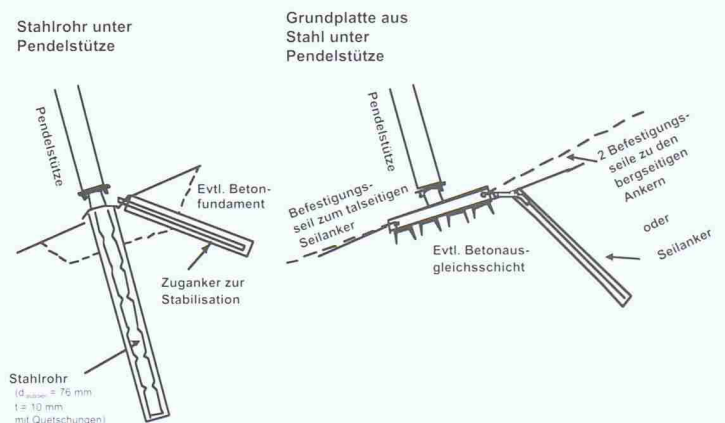 Stahlrohr unter
Pendelstütze
Pendelstütze
Evtl. Beton-
fundament
Zuganker zur
Stabilisation
Stahlrohr
(d = 76 mm
t = 10 mm
mit Quetschungen)
Grundplatte aus
Stahl unter
Pendelstütze
Pendelstütze
Befestigungs-
seil zum talseitigen
Seilanker
Evtl. Betonaus-
gleichsschicht
2 Befestigungs-
seile zu den
bergseitigen
Ankern
oder
Seilanker